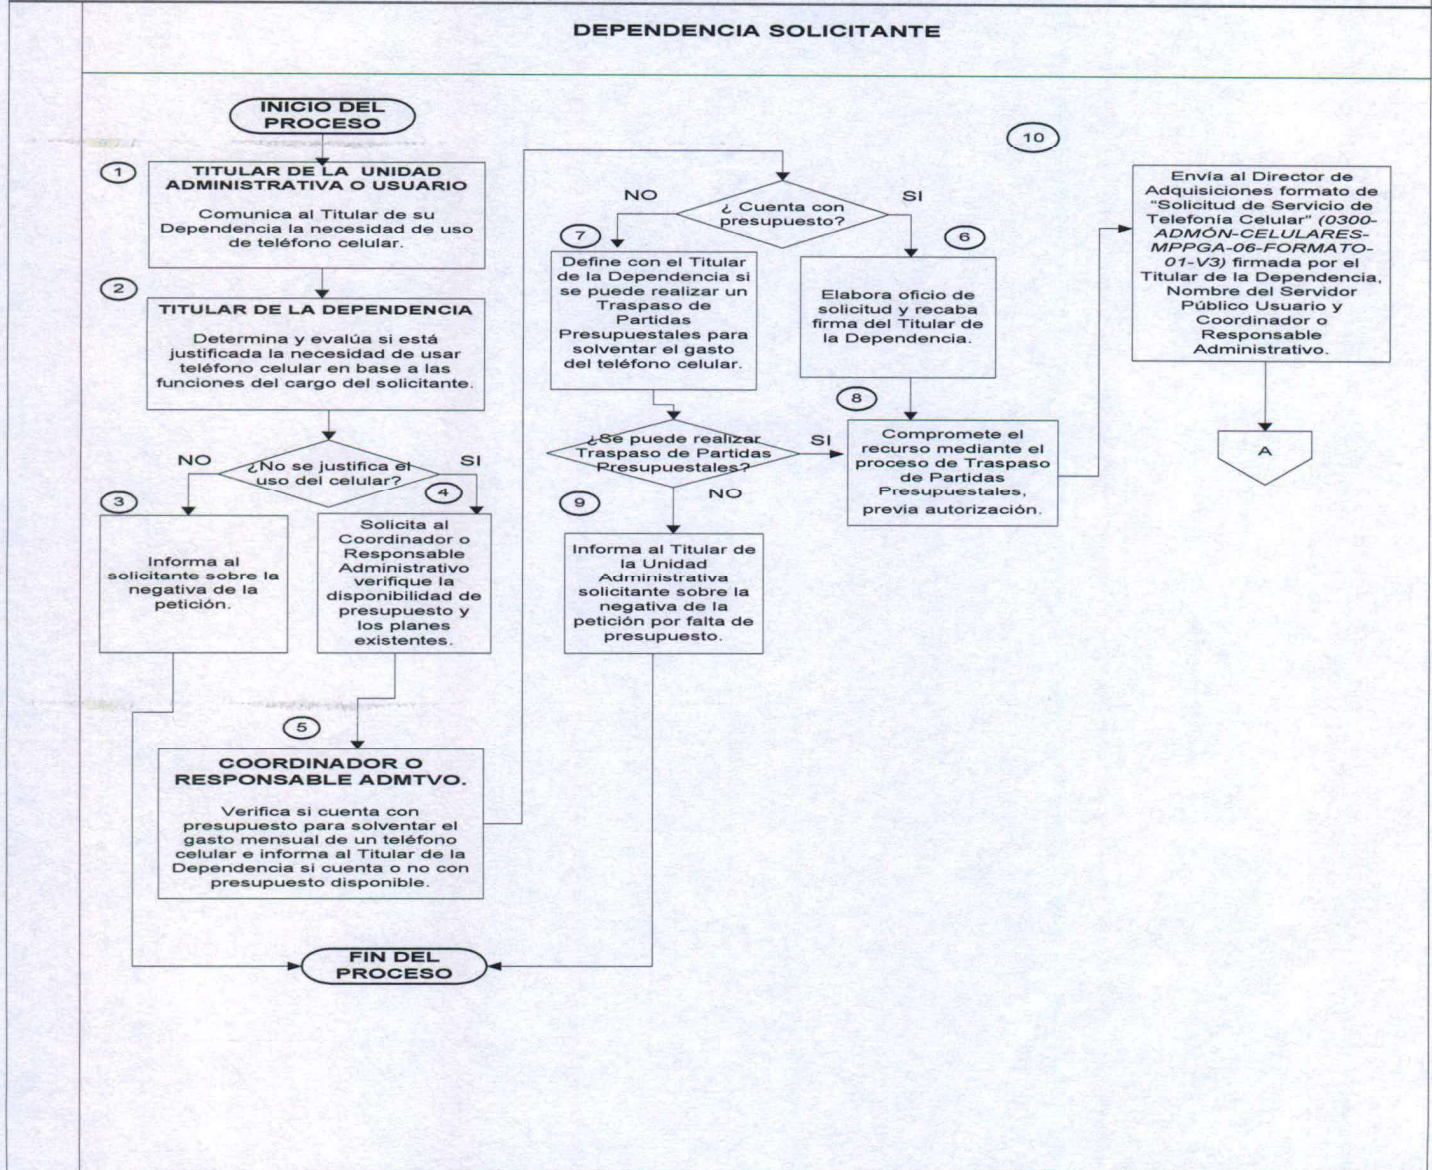 DEPENDENCIA SOLICITANTE
INICIO DEL
PROCESO
1
TITULAR DE LA UNIDAD
ADMINISTRATIVA O USUARIO
Comunica al Titular de su
Dependencia la necesidad de uso
de teléfono celular.
2
TITULAR DE LA DEPENDENCIA
Determina y evalúa si está
justificada la necesidad de usar
teléfono celular en base a las
funciones del cargo del solicitante.
NO
¿No se justifica el
uso del celular?
SI
3
Informa al
solicitante sobre la
negativa de la
petición.
4
Solicita al
Coordinador o
Responsable
Administrativo
verifique la
disponibilidad de
presupuesto y
los planes
existentes.
5
COORDINADOR O
RESPONSABLE ADMTVO.
Verifica si cuenta con
presupuesto para solventar el
gasto mensual de un teléfono
celular e informa al Titular de la
Dependencia si cuenta o no con
presupuesto disponible.
FIN DEL
PROCESO
NO
¿ Cuenta con
presupuesto?
SI
7
Define con el Titular
de la Dependencia si
se puede realizar un
Traspaso de
Partidas
Presupuestales para
solventar el gasto
del teléfono celular.
6
Elabora oficio de
solicitud y recaba
firma del Titular de
la Dependencia.
¿Se puede realizar
Traspaso de Partidas
Presupuestales?
SI
NO
8
Compromete el
recurso mediante el
proceso de Traspaso
de Partidas
Presupuestales,
previa autorización.
9
Informa al Titular de
la Unidad
Administrativa
solicitante sobre la
negativa de la
petición por falta de
presupuesto.
10
Envía al Director de
Adquisiciones formato de
"Solicitud de Servicio de
Telefonía Celular" (0300-
ADMÓN-CELULARES-
MPPGA-06-FORMATO-
01-V3) firmada por el
Titular de la Dependencia,
Nombre del Servidor
Público Usuario y
Coordinador o
Responsable
Administrativo.
A